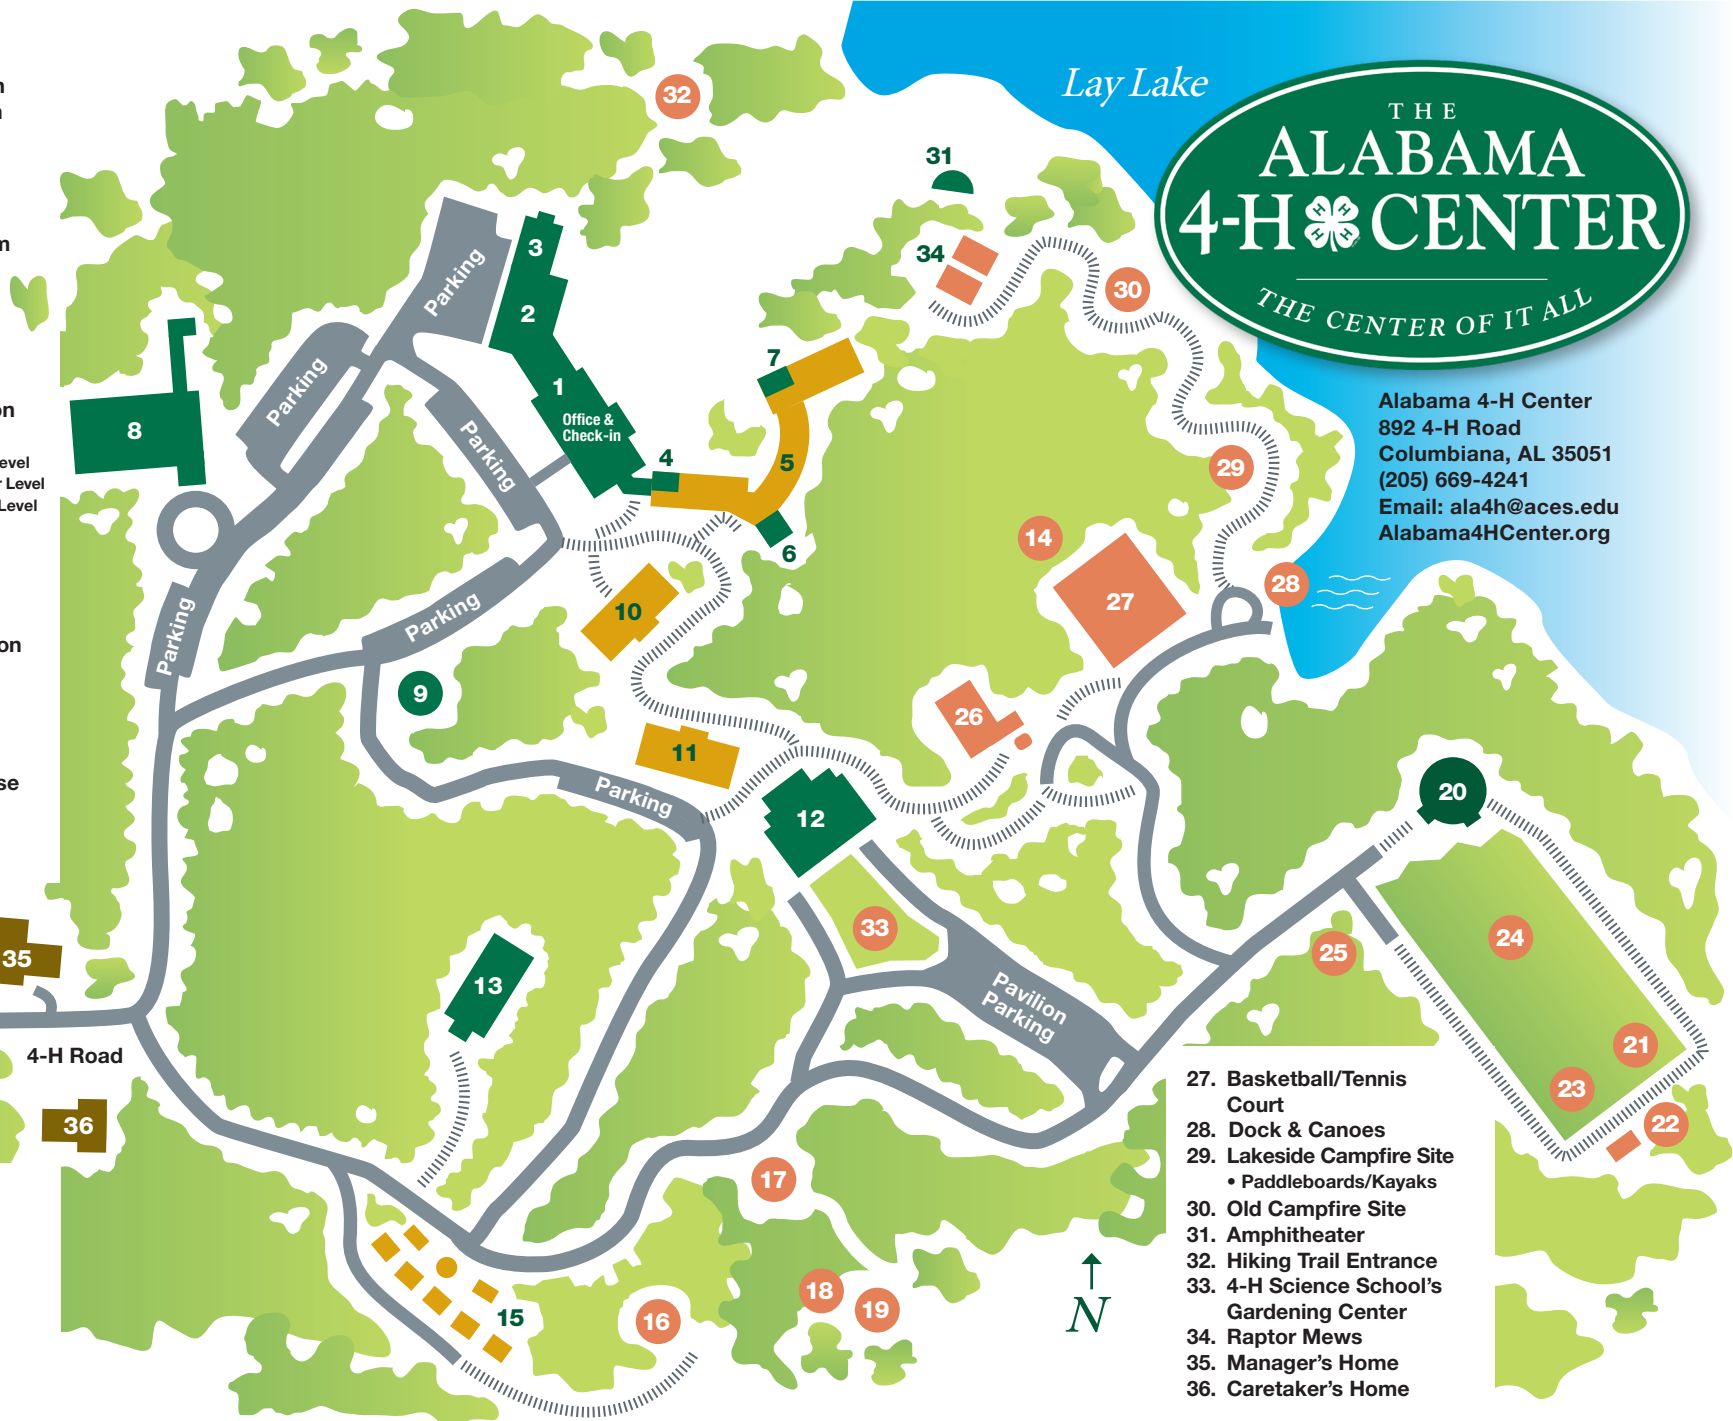 Lay Lake
THE
ALABAMA
4-H CENTER
H H H H
THE CENTER OF IT ALL
Alabama 4-H Center
892 4-H Road
Columbiana, AL 35051
(205) 669-4241
Email: ala4h@aces.edu
Alabama4HCenter.org
32
31
34
30
3
2
1
Office &
Check-in
Parking
Parking
Parking
Parking
Parking
Parking
7
4
5
6
8
29
14
27
28
10
9
26
11
12
20
33
24
25
13
35
Pavilion
Parking
21
23
22
4-H Road
36
17
18
19
16
15
N
27. Basketball/Tennis
Court
28. Dock & Canoes
29. Lakeside Campfire Site
• Paddleboards/Kayaks
30. Old Campfire Site
31. Amphitheater
32. Hiking Trail Entrance
33. 4-H Science School's
Gardening Center
34. Raptor Mews
35. Manager's Home
36. Caretaker's Home
evel
Level
Level
on
se